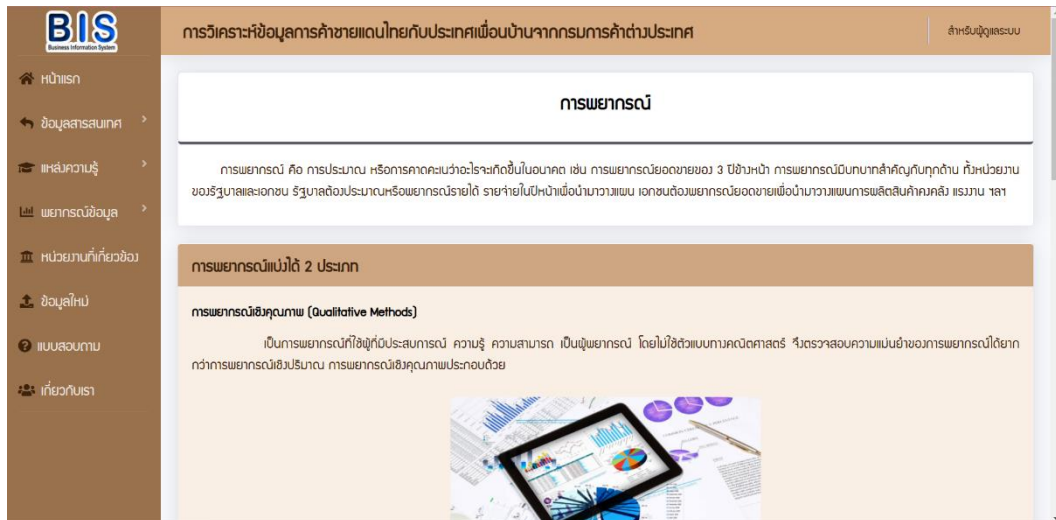 BIS
Business Information System
การวิเคราะห์ข้อมูลการค้าชายแดนไทยกับประเทศเพื่อนบ้านจากกรมการค้าต่างประเทศ
สำหรับผู้ดูแลระบบ
หน้าแรก
ข้อมูลสารสนเทศ
แหล่งความรู้
พยากรณ์ข้อมูล
หน่วยงานที่เกี่ยวข้อง
ข้อมูลใหม่
แบบสอบถาม
เกี่ยวกับเรา
การพยากรณ์
การพยากรณ์ คือ การประมาณ หรือการคาดคะเนว่าอะไรจะเกิดขึ้นในอนาคต เช่น การพยากรณ์ยอดขายของ 3 ปีข้างหน้า การพยากรณ์มีบทบาทสำคัญกับทุกด้าน ทั้งหน่วยงาน
ของรัฐบาลและเอกชน รัฐบาลต้องประมาณหรือพยากรณ์รายได้ รายจ่ายในปีหน้าเพื่อนำมาวางแผน เอกชนต้องพยากรณ์ยอดขายเพื่อนำมาวางแผนการผลิตสินค้าคงคลัง แรงงาน ฯลฯ
การพยากรณ์แบ่งได้ 2 ประเภท
การพยากรณ์เชิงคุณภาพ (Qualitative Methods)
เป็นการพยากรณ์ที่ใช้ผู้ที่มีประสบการณ์ ความรู้ ความสามารถ เป็นผู้พยากรณ์ โดยไม่ใช้ตัวแบบทางคณิตศาสตร์ จึงตรวจสอบความแม่นยำของการพยากรณ์ได้ยาก
กว่าการพยากรณ์เชิงปริมาณ การพยากรณ์เชิงคุณภาพประกอบด้วย